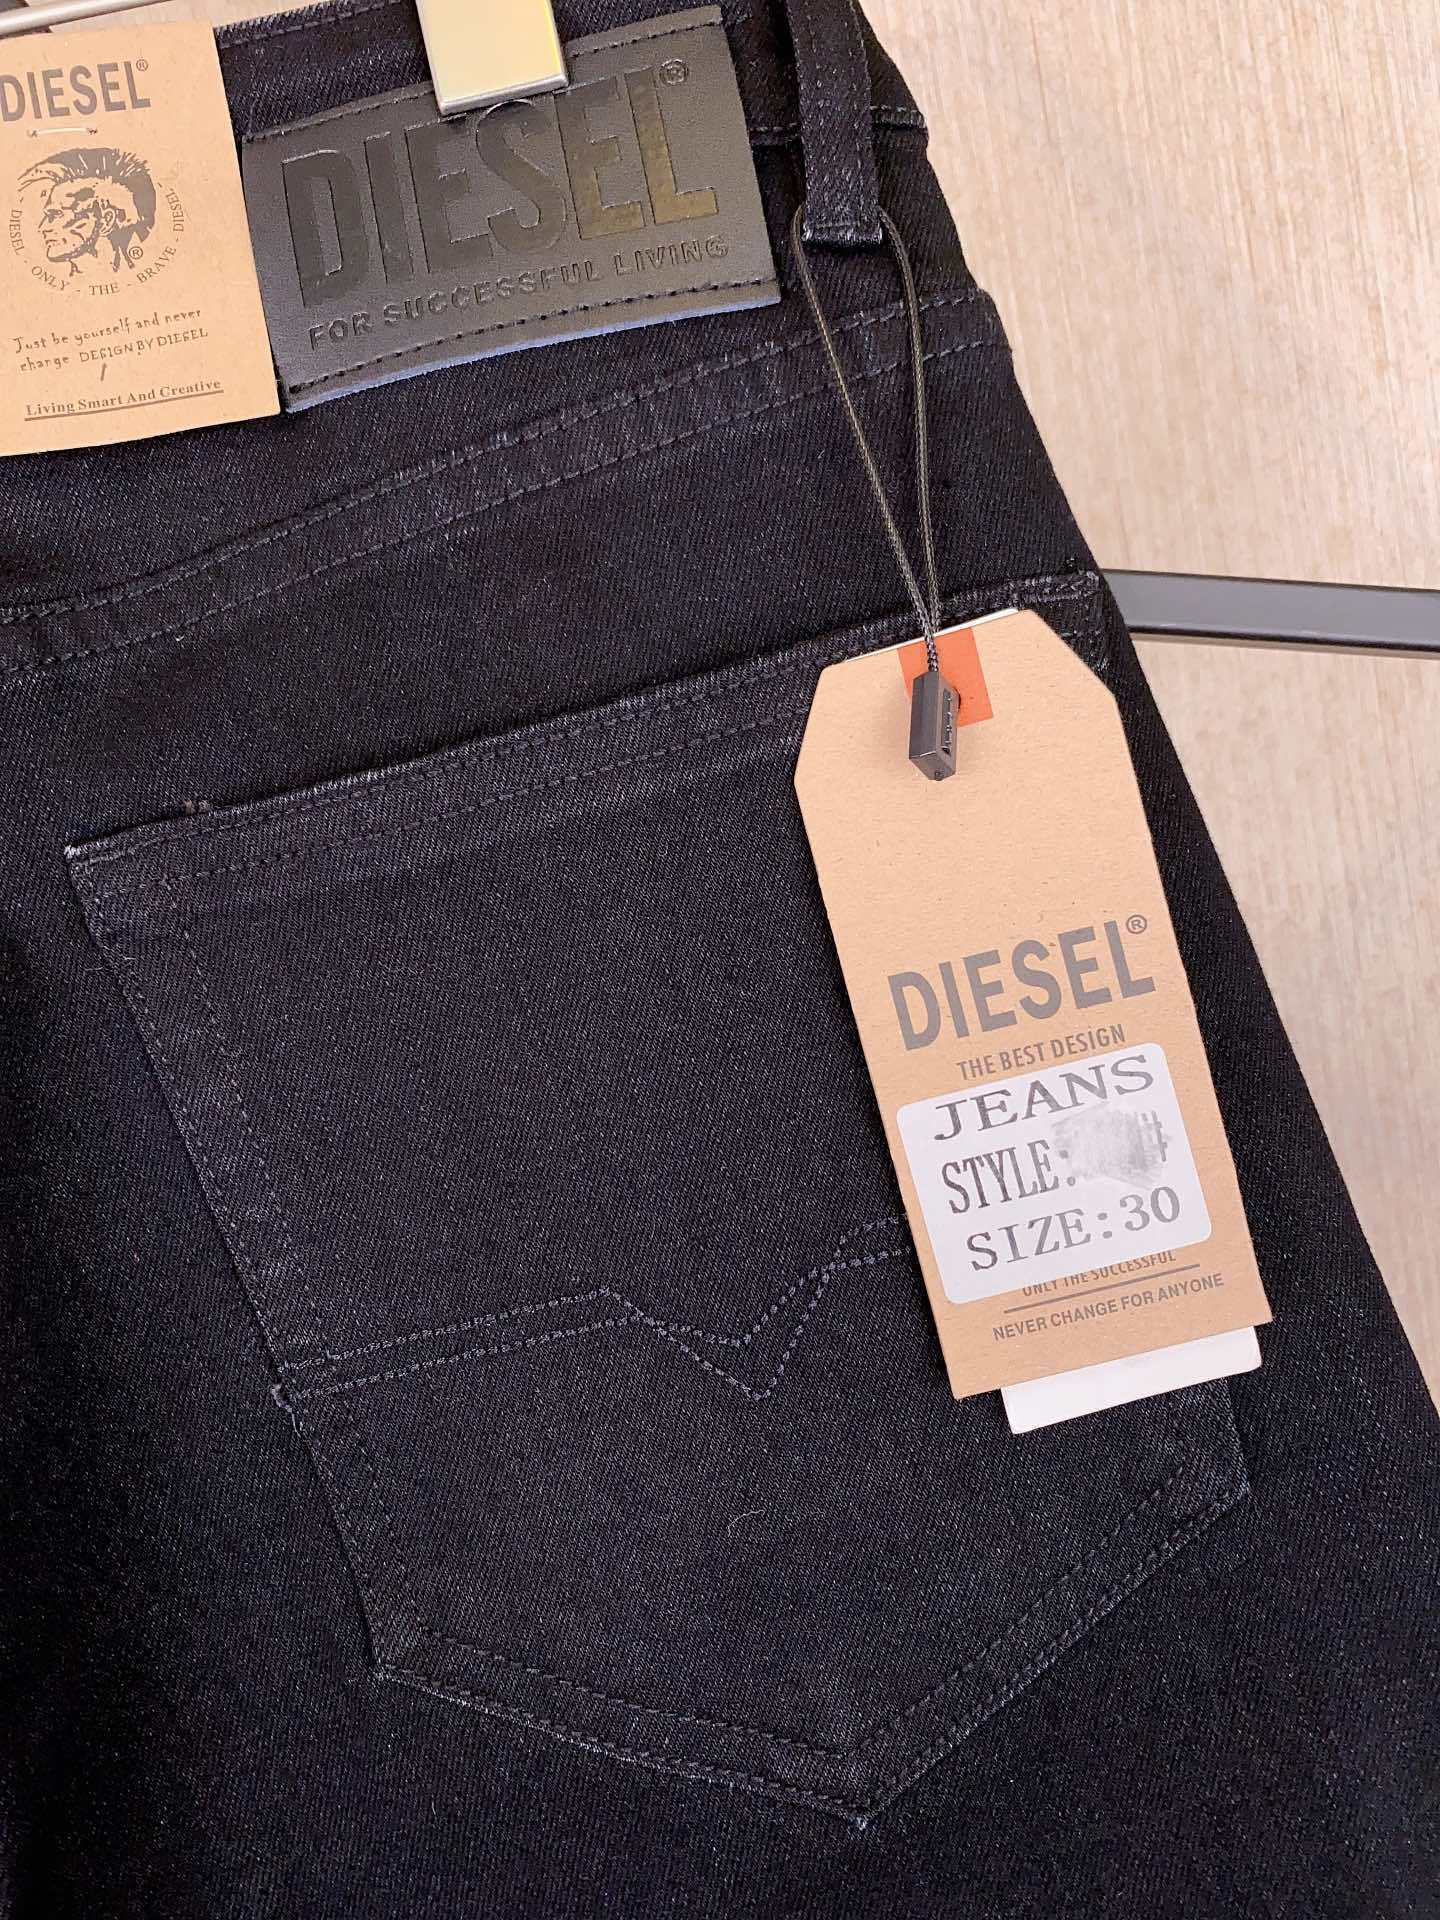 DIESEL®
DIESEL - ONLY - THE - BRAVE - DIESEL -
®
Just be yourself and never
change DESIGN BY DIESEL
Living Smart And Creative
DIESEL®
FOR SUCCESSFUL LIVING
DIESEL®
THE BEST DESIGN
JEANS
STYLE: #
SIZE:30
ONLY THE SUCCESSFUL
NEVER CHANGE FOR ANYONE